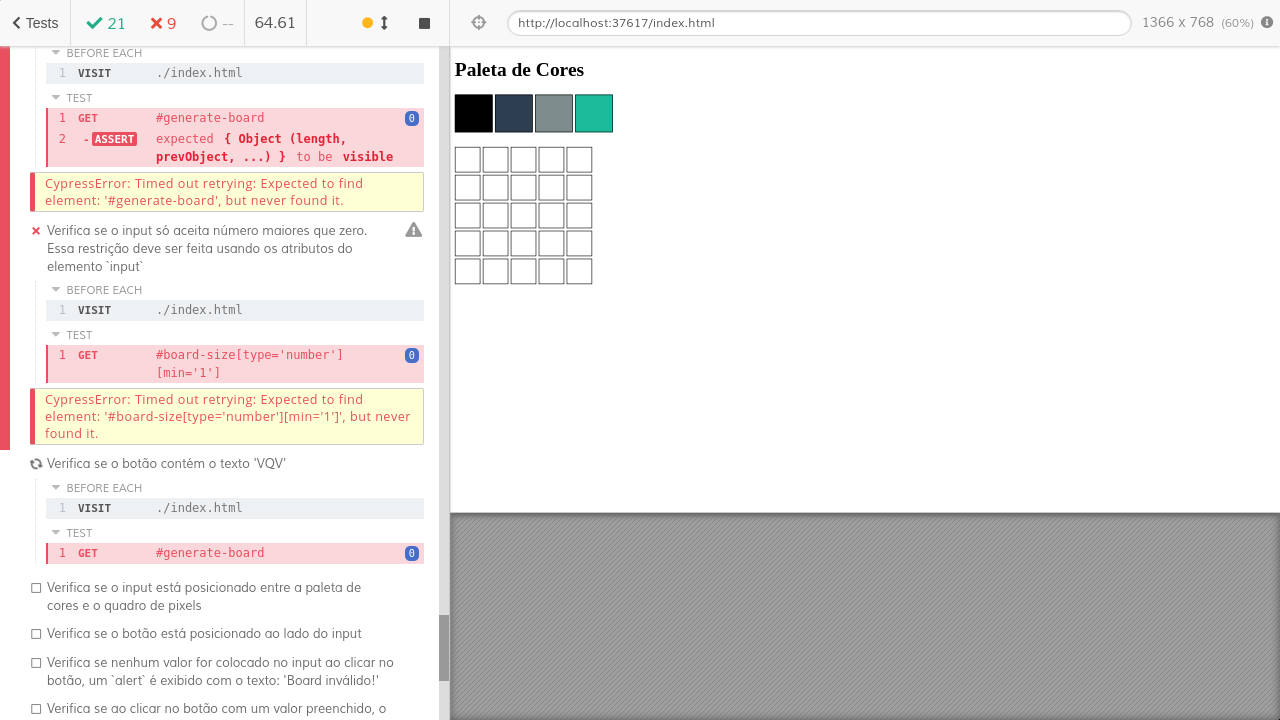 Tests 21 9 -- 64.61
http://localhost:37617/index.html 1366 x 768 (60%)
BEFORE EACH
1 VISIT ./index.html
TEST
1 GET #generate-board 0
2 - ASSERT expected { Object (length,
prevObject, ...) } to be visible
CypressError: Timed out retrying: Expected to find
element: '#generate-board', but never found it.
Verifica se o input só aceita número maiores que zero.
Essa restrição deve ser feita usando os atributos do
elemento `input`
BEFORE EACH
1 VISIT ./index.html
TEST
1 GET #board-size[type='number']
[min='1'] 0
CypressError: Timed out retrying: Expected to find
element: '#board-size[type='number'][min='1']', but never
found it.
Verifica se o botão contém o texto 'VQV'
BEFORE EACH
1 VISIT ./index.html
TEST
1 GET #generate-board 0
Verifica se o input está posicionado entre a paleta de
cores e o quadro de pixels
Verifica se o botão está posicionado ao lado do input
Verifica se nenhum valor for colocado no input ao clicar no
botão, um `alert` é exibido com o texto: 'Board inválido!'
Verifica se ao clicar no botão com um valor preenchido, o
Paleta de Cores